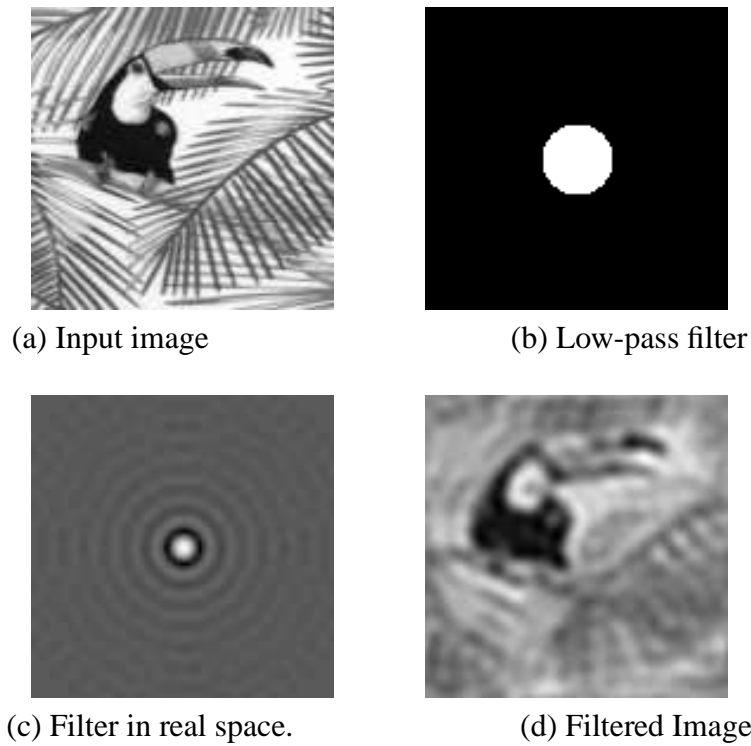 (a) Input image
(b) Low-pass filter
(c) Filter in real space.
(d) Filtered Image